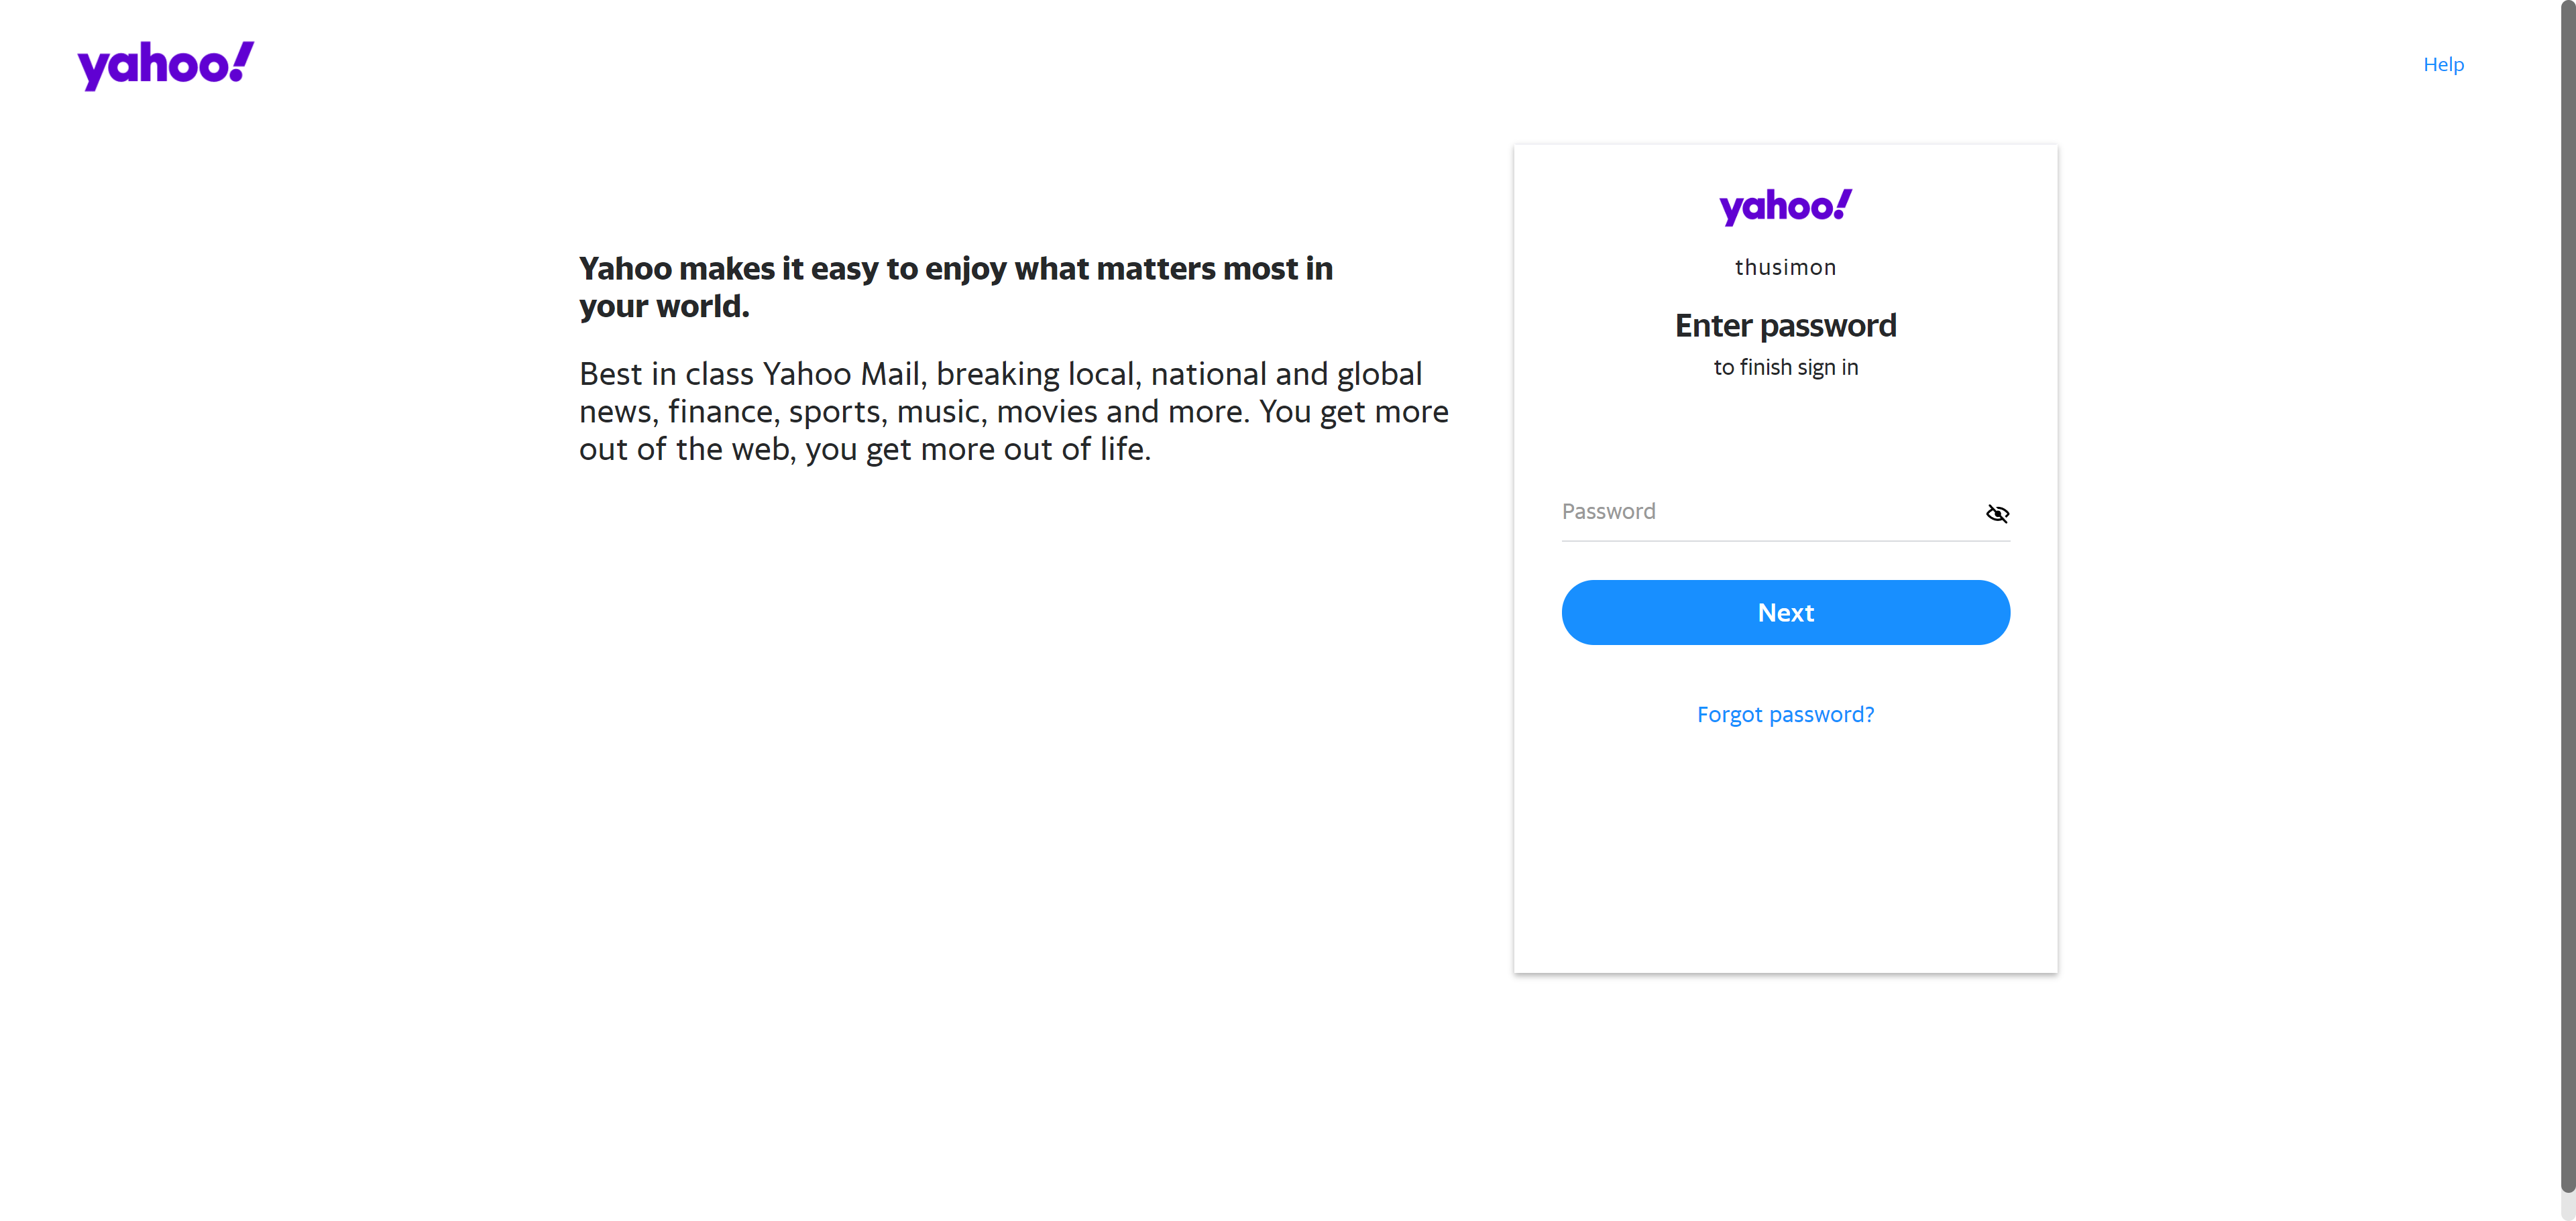 yahoo!
Help
Yahoo makes it easy to enjoy what matters most in
your world.
Best in class Yahoo Mail, breaking local, national and global
news, finance, sports, music, movies and more. You get more
out of the web, you get more out of life.
yahoo!
thusimon
Enter password
to finish sign in
Password
Next
Forgot password?